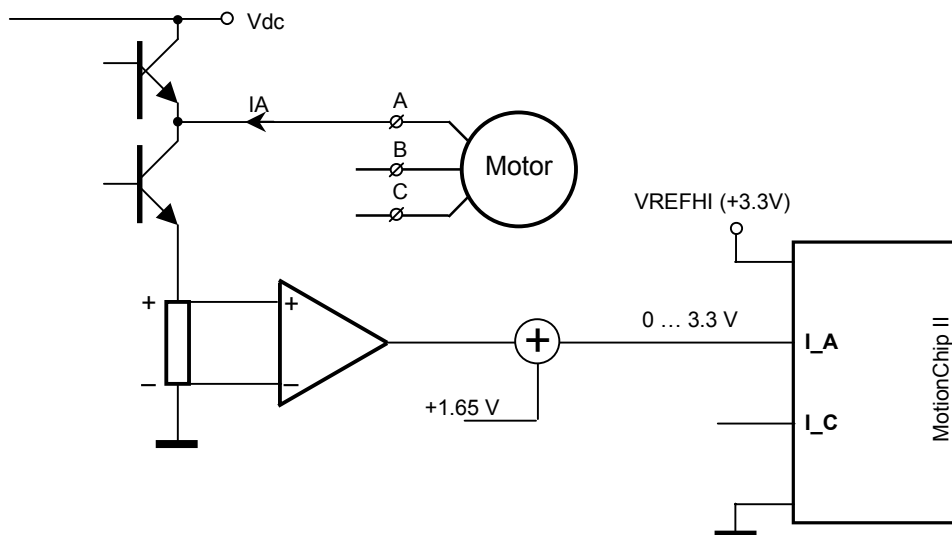 Vdc
IA
A
B
C
Motor
VREFHI (+3.3V)
+
−
+
−
+
0 … 3.3 V
+1.65 V
I_A
I_C
MotionChip II